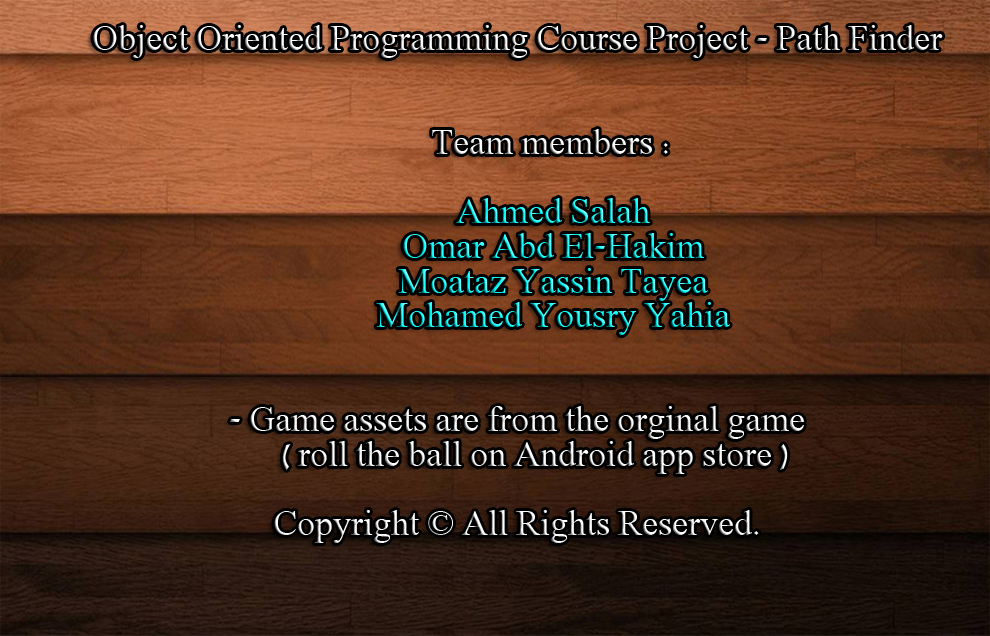 Object Oriented Programming Course Project - Path Finder
Team members :
Ahmed Salah
Omar Abd El-Hakim
Moataz Yassin Tayea
Mohamed Yousry Yahia
- Game assets are from the orginal game
( roll the ball on Android app store )
Copyright © All Rights Reserved.